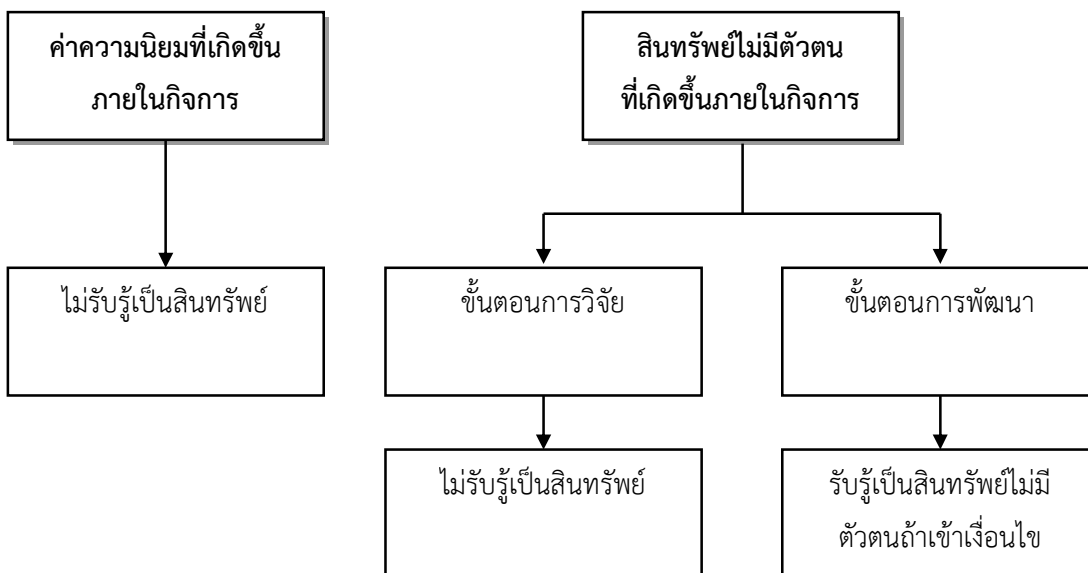 ค่าความนิยมที่เกิดขึ้น
ภายในกิจการ
สินทรัพย์ไม่มีตัวตน
ที่เกิดขึ้นภายในกิจการ
ไม่รับรู้เป็นสินทรัพย์
ขั้นตอนการวิจัย
ขั้นตอนการพัฒนา
ไม่รับรู้เป็นสินทรัพย์
รับรู้เป็นสินทรัพย์ไม่มี
ตัวตนถ้าเข้าเงื่อนไข